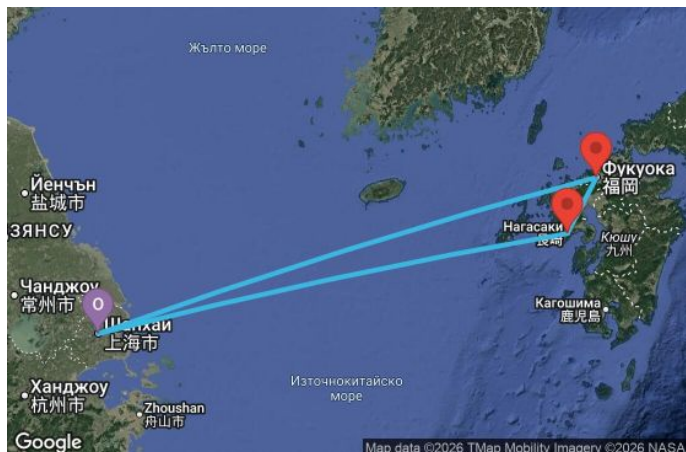 Жълто море
Фукуока
福岡
Йенчън
盐城市
Нагасаки
長崎
Кюшу
九州
ДЗЯНСУ
Чанджоу
常州市
O
Шанхай
上海市
Кагошима
鹿児島
Източнокитайско
море
Ханджоу
杭州市
Zhoushan
舟山市
Google
Map data ©2026 TMap Mobility Imagery ©2026 NASA